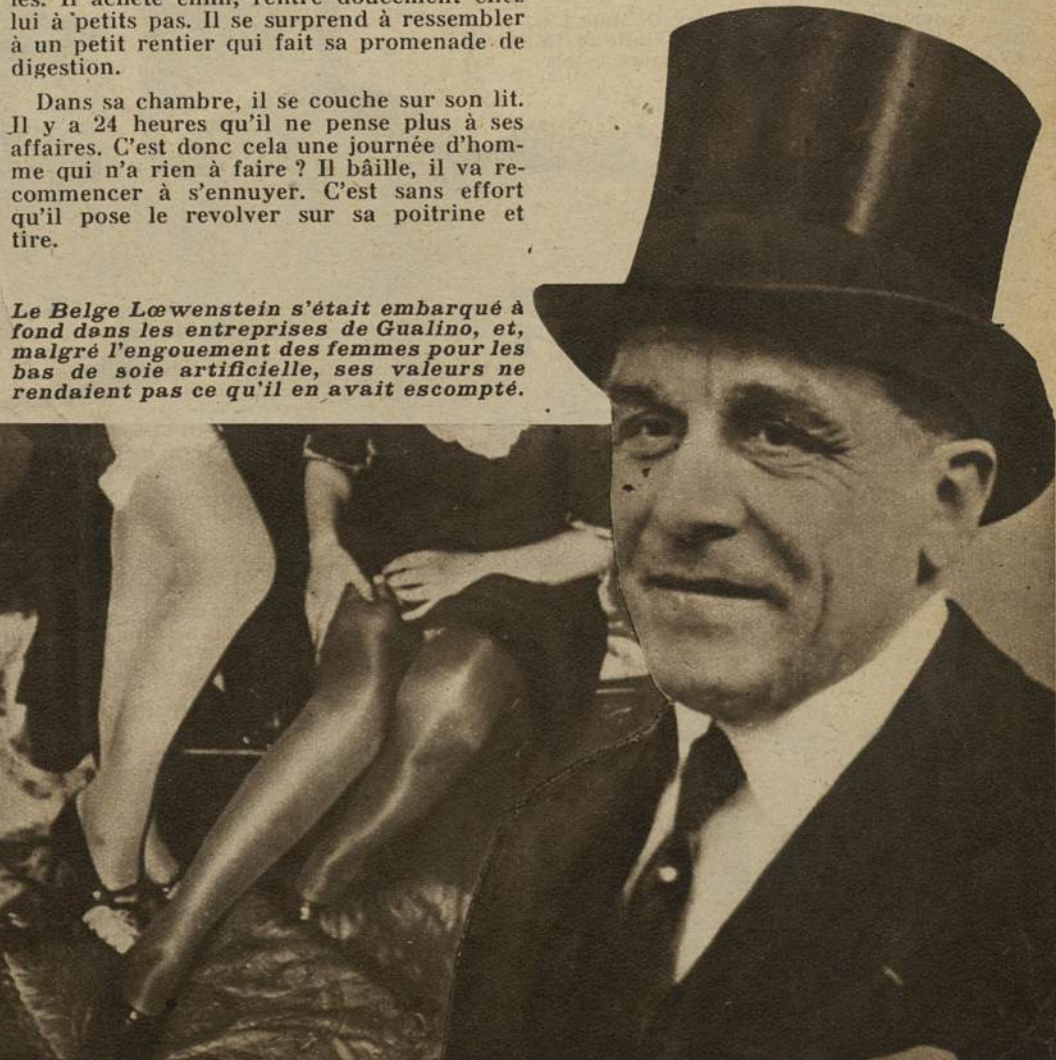 lui à petits pas. Il se surprend à ressembler
à un petit rentier qui fait sa promenade de
digestion.
Dans sa chambre, il se couche sur son lit.
Il y a 24 heures qu'il ne pense plus à ses
affaires. C'est donc cela une journée d'hom-
me qui n'a rien à faire ? Il bâille, il va re-
commencer à s'ennuyer. C'est sans effort
qu'il pose le revolver sur sa poitrine et
tire.
Le Belge Lœwenstein s'était embarqué à
fond dans les entreprises de Gualino, et,
malgré l'engouement des femmes pour les
bas de soie artificielle, ses valeurs ne
rendaient pas ce qu'il en avait escompté.